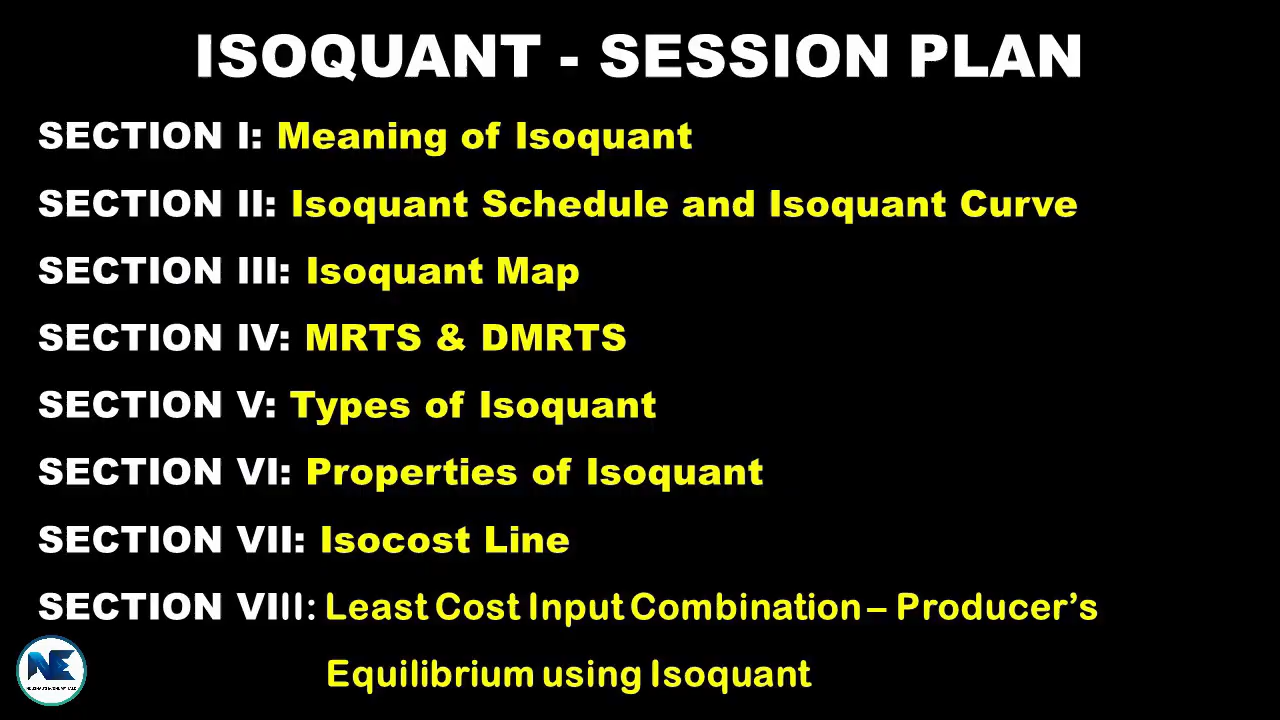 ISOQUANT - SESSION PLAN
SECTION I: Meaning of Isoquant
SECTION II: Isoquant Schedule and Isoquant Curve
SECTION III: Isoquant Map
SECTION IV: MRTS & DMRTS
SECTION V: Types of Isoquant
SECTION VI: Properties of Isoquant
SECTION VII: Isocost Line
SECTION VIII: Least Cost Input Combination – Producer’s
Equilibrium using Isoquant
NE